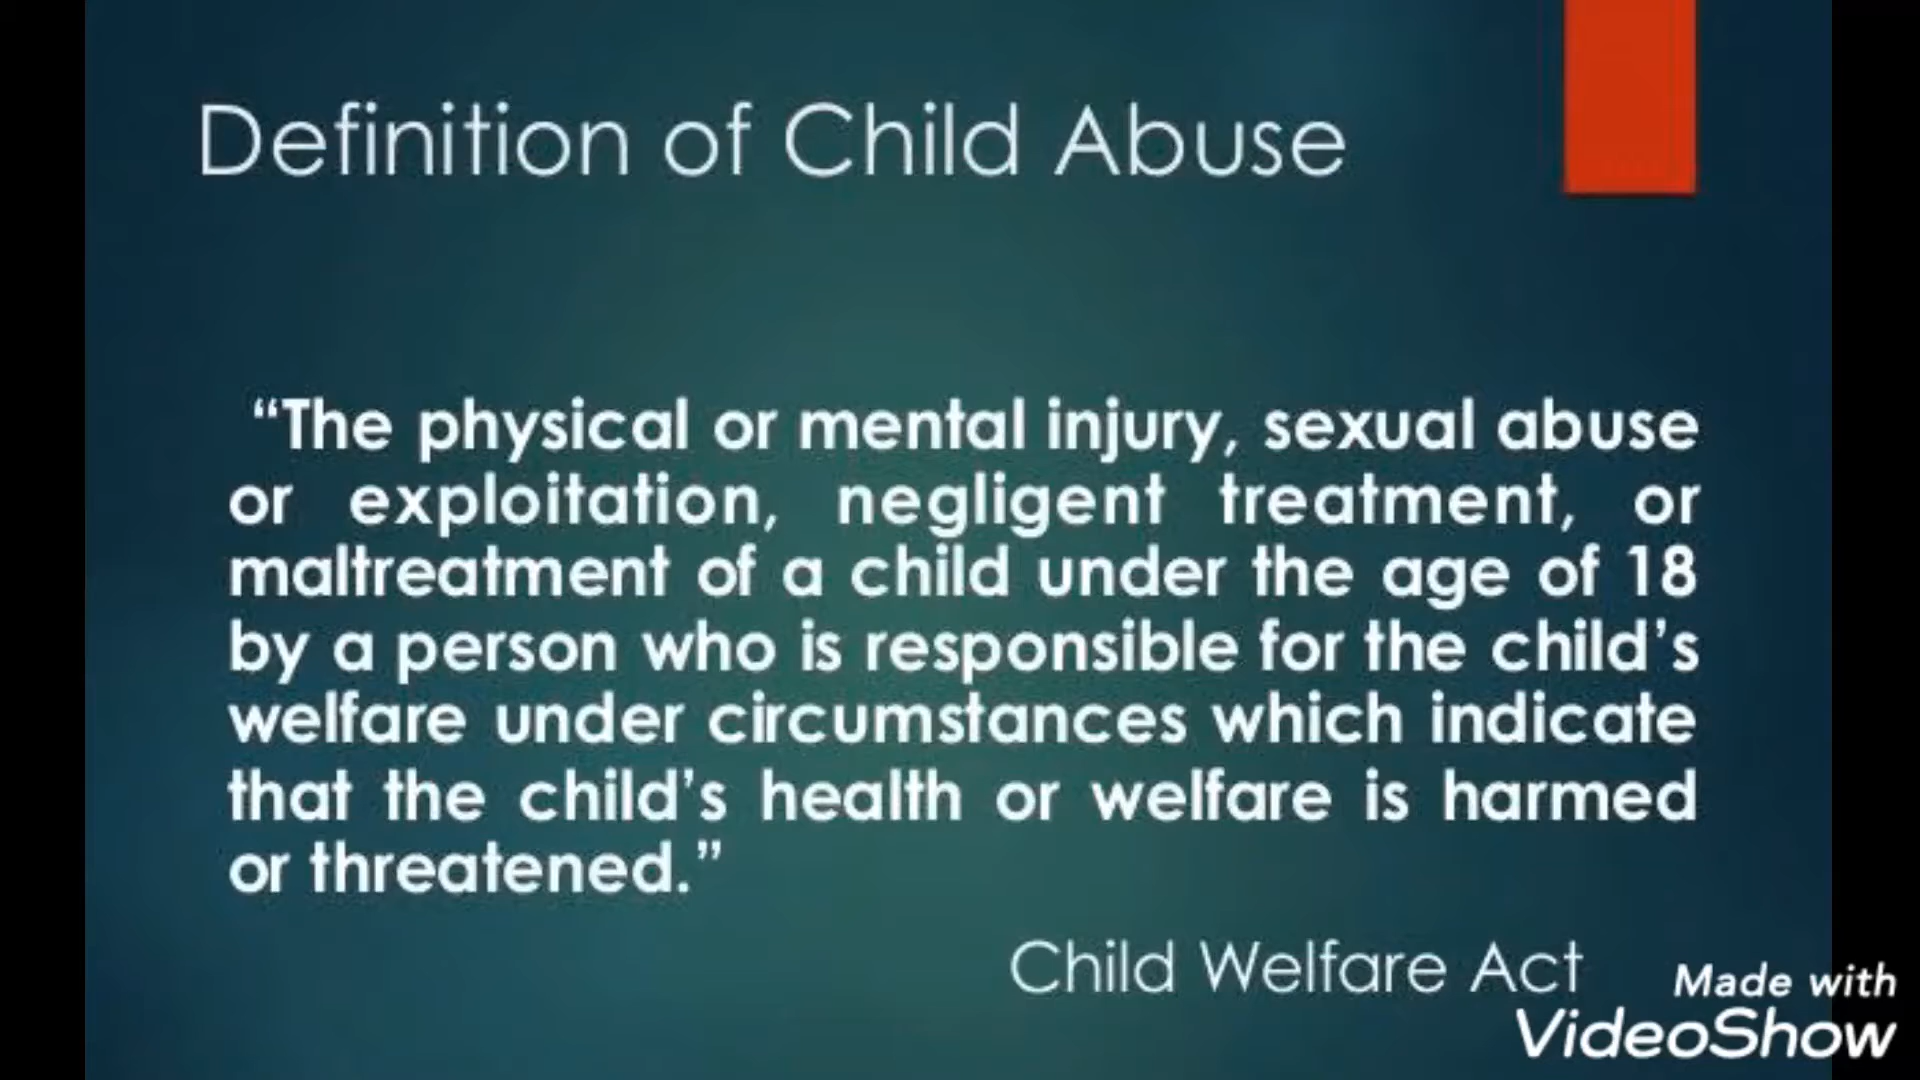 Definition of Child Abuse
“The physical or mental injury, sexual abuse
or exploitation, negligent treatment, or
maltreatment of a child under the age of 18
by a person who is responsible for the child’s
welfare under circumstances which indicate
that the child’s health or welfare is harmed
or threatened.”
Child Welfare Act
Made with
VideoShow